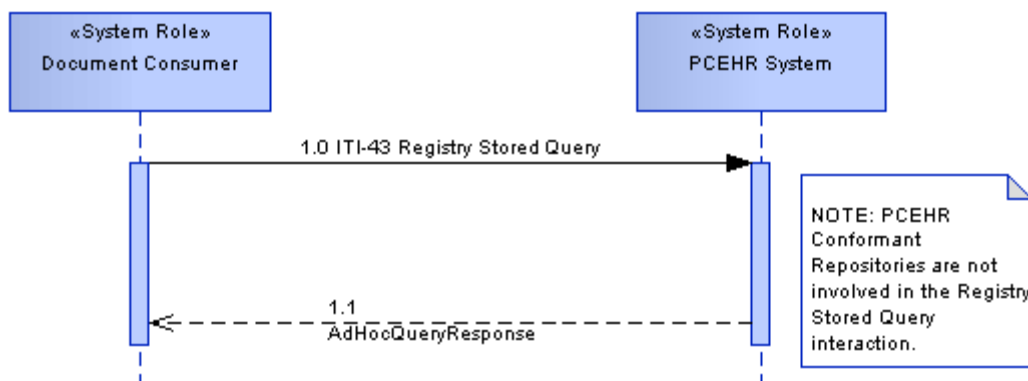 «System Role»
Document Consumer
«System Role»
PCEHR System
1.0 ITI-43 Registry Stored Query
NOTE: PCEHR
Conformant
Repositories are not
involved in the Registry
Stored Query
interaction.
1.1
AdHocQueryResponse